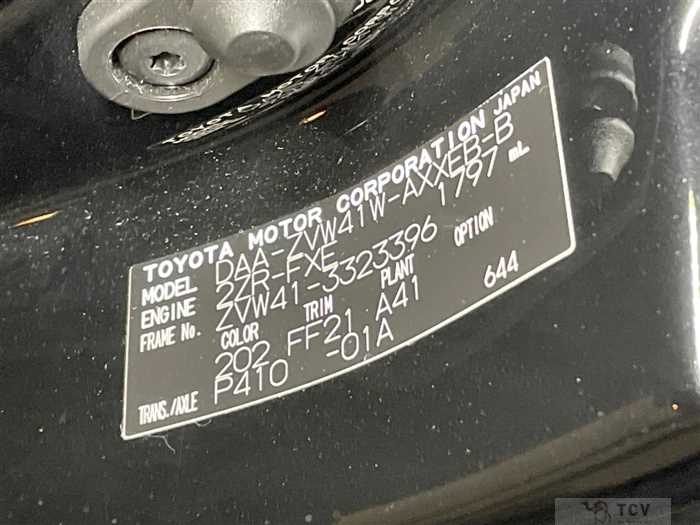 TOYOTA MOTOR CORPORATION JAPAN
MODEL DAA-ZVW41W-AXXEB-B
ENGINE 2ZR-FXE 1797 mL
FRAME No. ZVW41-3323396
COLOR TRIM PLANT OPTION
202 FF21 A41 644
TRANS./AXLE P410 -01A
TCV